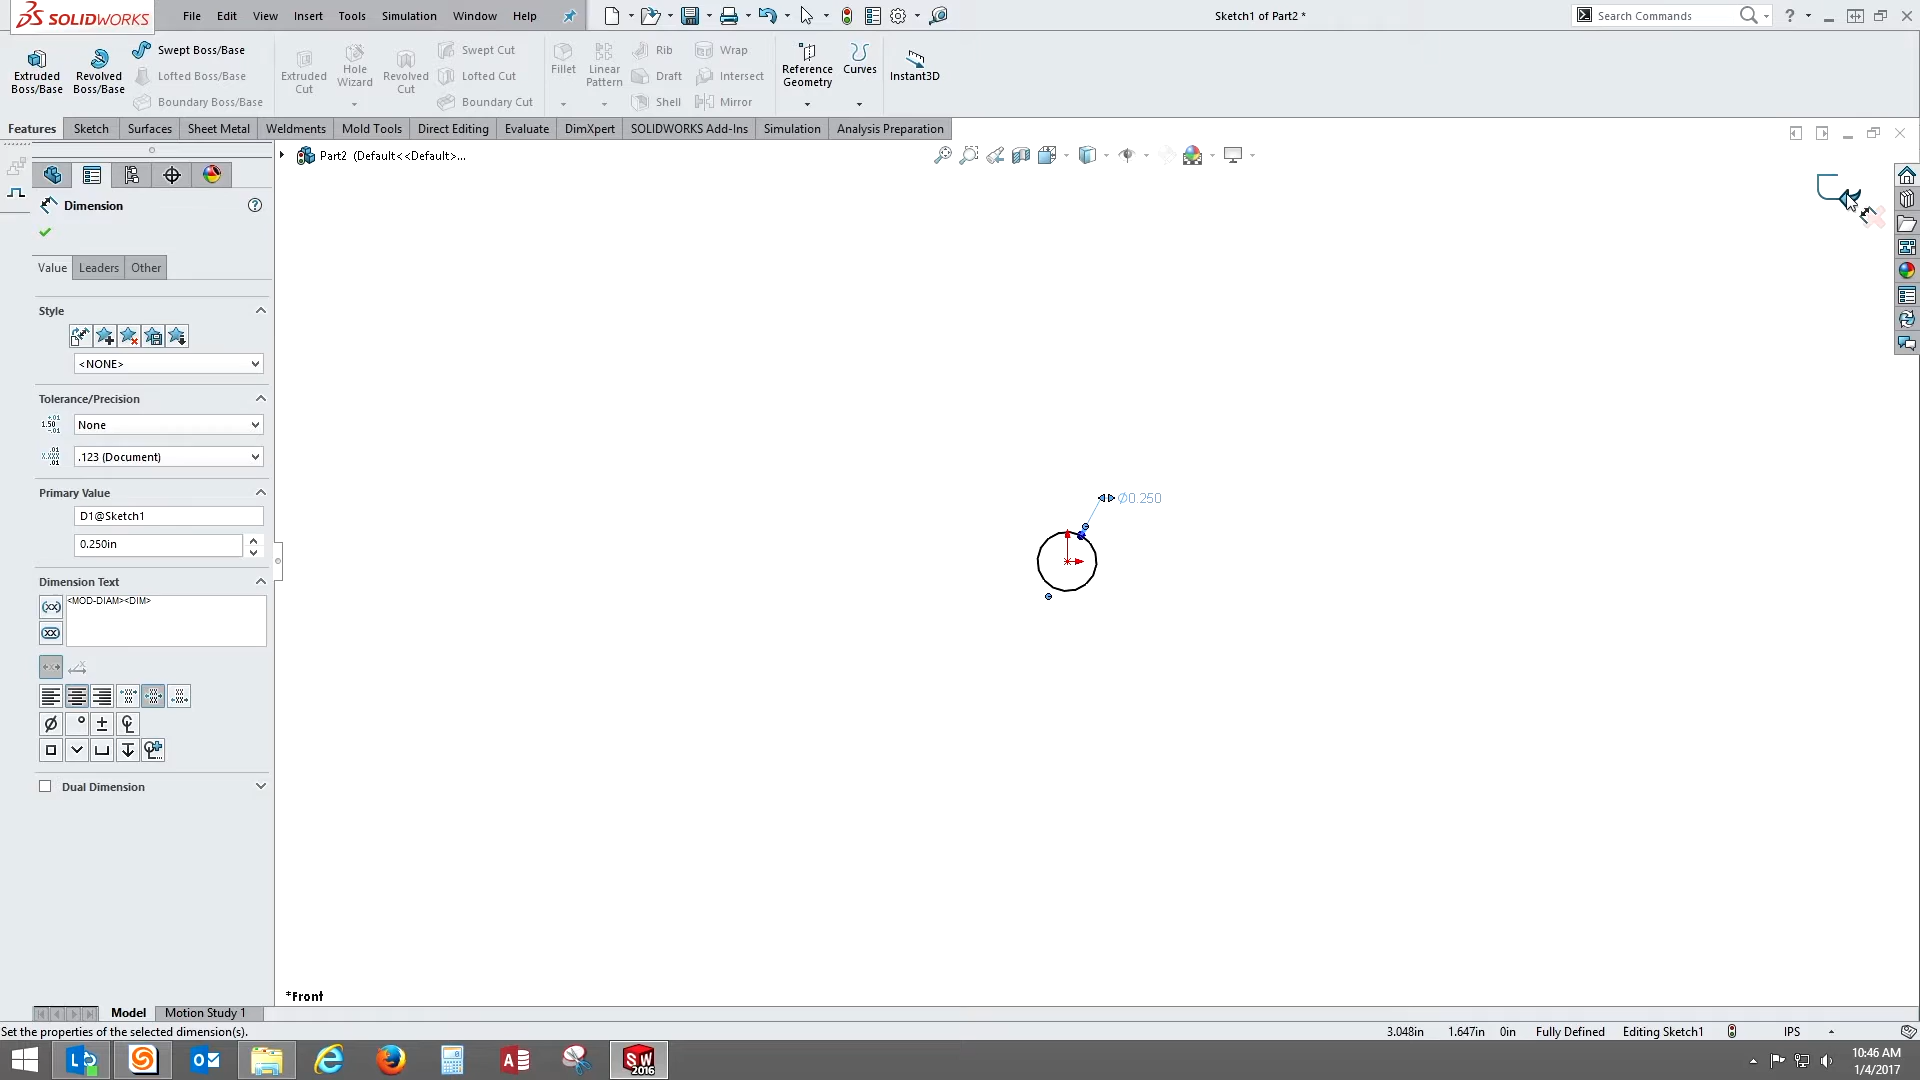 SOLIDWORKS
File Edit View Insert Tools Simulation Window Help
Sketch1 of Part2 *
Search Commands
Extruded Boss/Base
Revolved Boss/Base
Swept Boss/Base
Lofted Boss/Base
Boundary Boss/Base
Extruded Cut
Hole Wizard
Revolved Cut
Swept Cut
Lofted Cut
Boundary Cut
Fillet
Linear Pattern
Rib
Draft
Shell
Wrap
Intersect
Mirror
Reference Geometry
Curves
Instant3D
Features Sketch Surfaces Sheet Metal Weldments Mold Tools Direct Editing Evaluate DimXpert SOLIDWORKS Add-Ins Simulation Analysis Preparation
Part2 (Default<<Default>...
Dimension
Value Leaders Other
Style
<NONE>
Tolerance/Precision
None
.123 (Document)
Primary Value
D1@Sketch1
0.250in
Dimension Text
<MOD-DIAM><DIM>
Dual Dimension
Ø0.250
*Front
Model Motion Study 1
Set the properties of the selected dimension(s).
3.048in 1.647in 0in Fully Defined Editing Sketch1 IPS
10:46 AM
1/4/2017